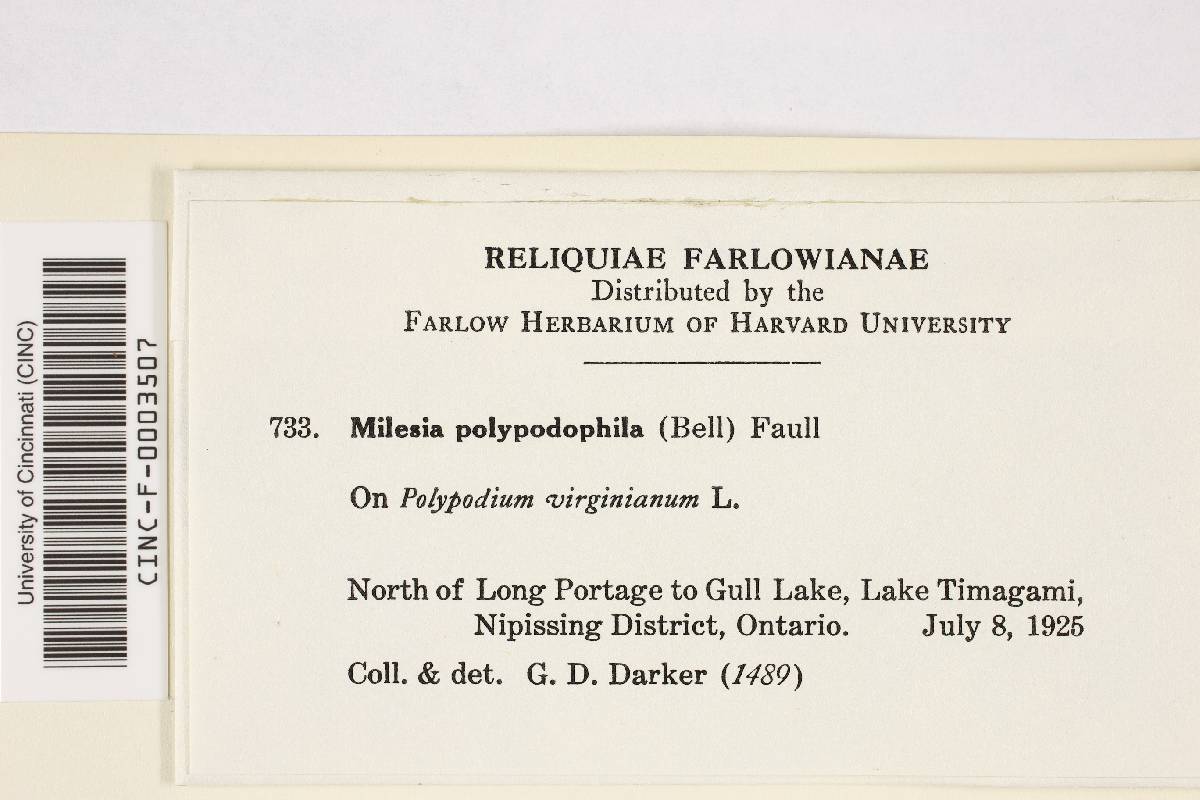 RELIQUIAE FARLOWIANAE
Distributed by the
FARLOW HERBARIUM OF HARVARD UNIVERSITY
733. Milesia polypodophila (Bell) Faull
On Polypodium virginianum L.
North of Long Portage to Gull Lake, Lake Timagami,
Nipissing District, Ontario. July 8, 1925
Coll. & det. G. D. Darker (1489)
University of Cincinnati (CINC)
CINC-F-0003507